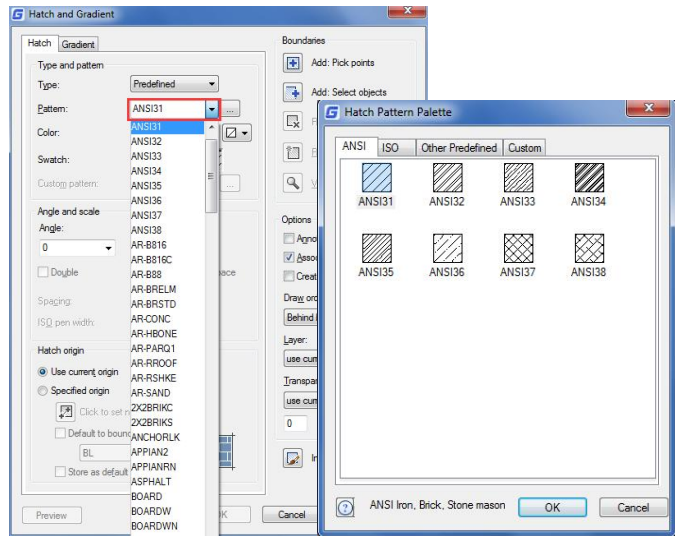 Hatch and Gradient
Hatch
Gradient
Type and pattern
Type:
Predefined
Pattern:
ANSI31
...
Color:
Swatch:
Custom pattern:
...
ANSI31
ANSI32
ANSI33
ANSI34
ANSI35
ANSI36
ANSI37
ANSI38
AR-B816
AR-B816C
AR-B88
AR-BRELM
AR-BRSTD
AR-CONC
AR-HBONE
AR-PARQ1
AR-RROOF
AR-RSHKE
AR-SAND
2X2BRIKC
2X2BRIKS
ANCHORLK
APPIAN2
APPIANRN
ASPHALT
BOARD
BOARDW
BOARDWN
Angle and scale
Angle:
0
Double
Spacing:
ISO pen width:
Hatch origin
Use current origin
Specified origin
Click to set
Default to boun
BL
Store as default
Preview
Boundaries
Add: Pick points
Add: Select objects
Options
Anno
Asso
Creat
Draw ord
Behind
Layer:
use cur
Transpar
use cur
0
Cancel
Hatch Pattern Palette
ANSI
ISO
Other Predefined
Custom
ANSI31
ANSI32
ANSI33
ANSI34
ANSI35
ANSI36
ANSI37
ANSI38
ANSI Iron, Brick, Stone mason
OK
Cancel